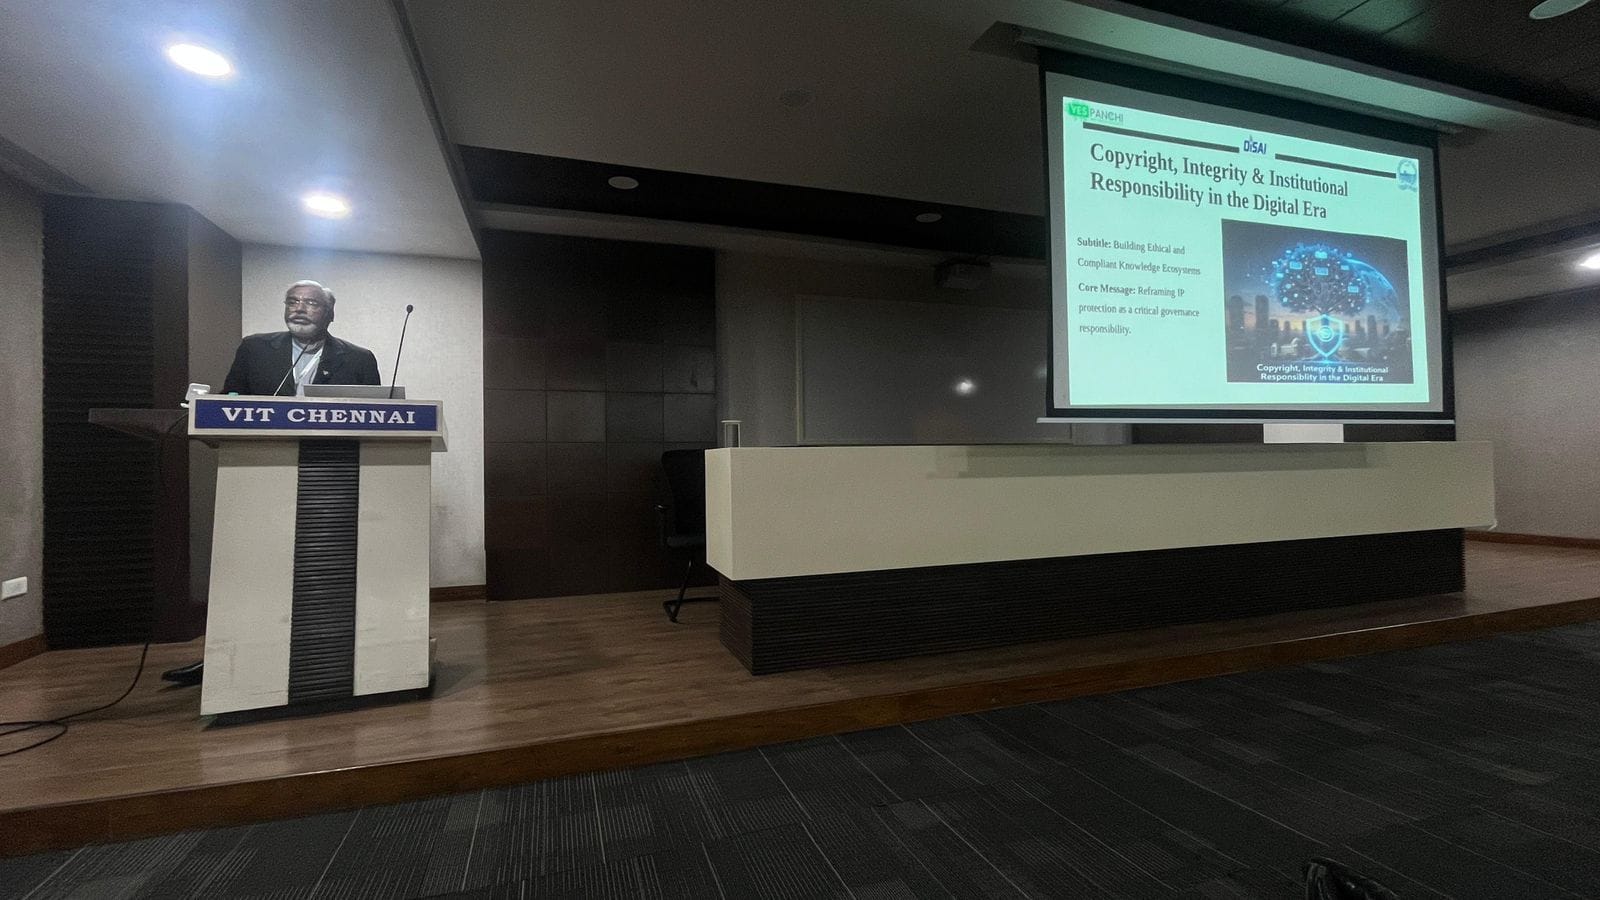 VIT CHENNAI
YES PANCHI
DiSAI
Copyright, Integrity & Institutional
Responsibility in the Digital Era
Subtitle: Building Ethical and
Compliant Knowledge Ecosystems
Core Message: Reframing IP
protection as a critical governance
responsibility.
Copyright, Integrity & Institutional
Responsiblity in the Digital Era